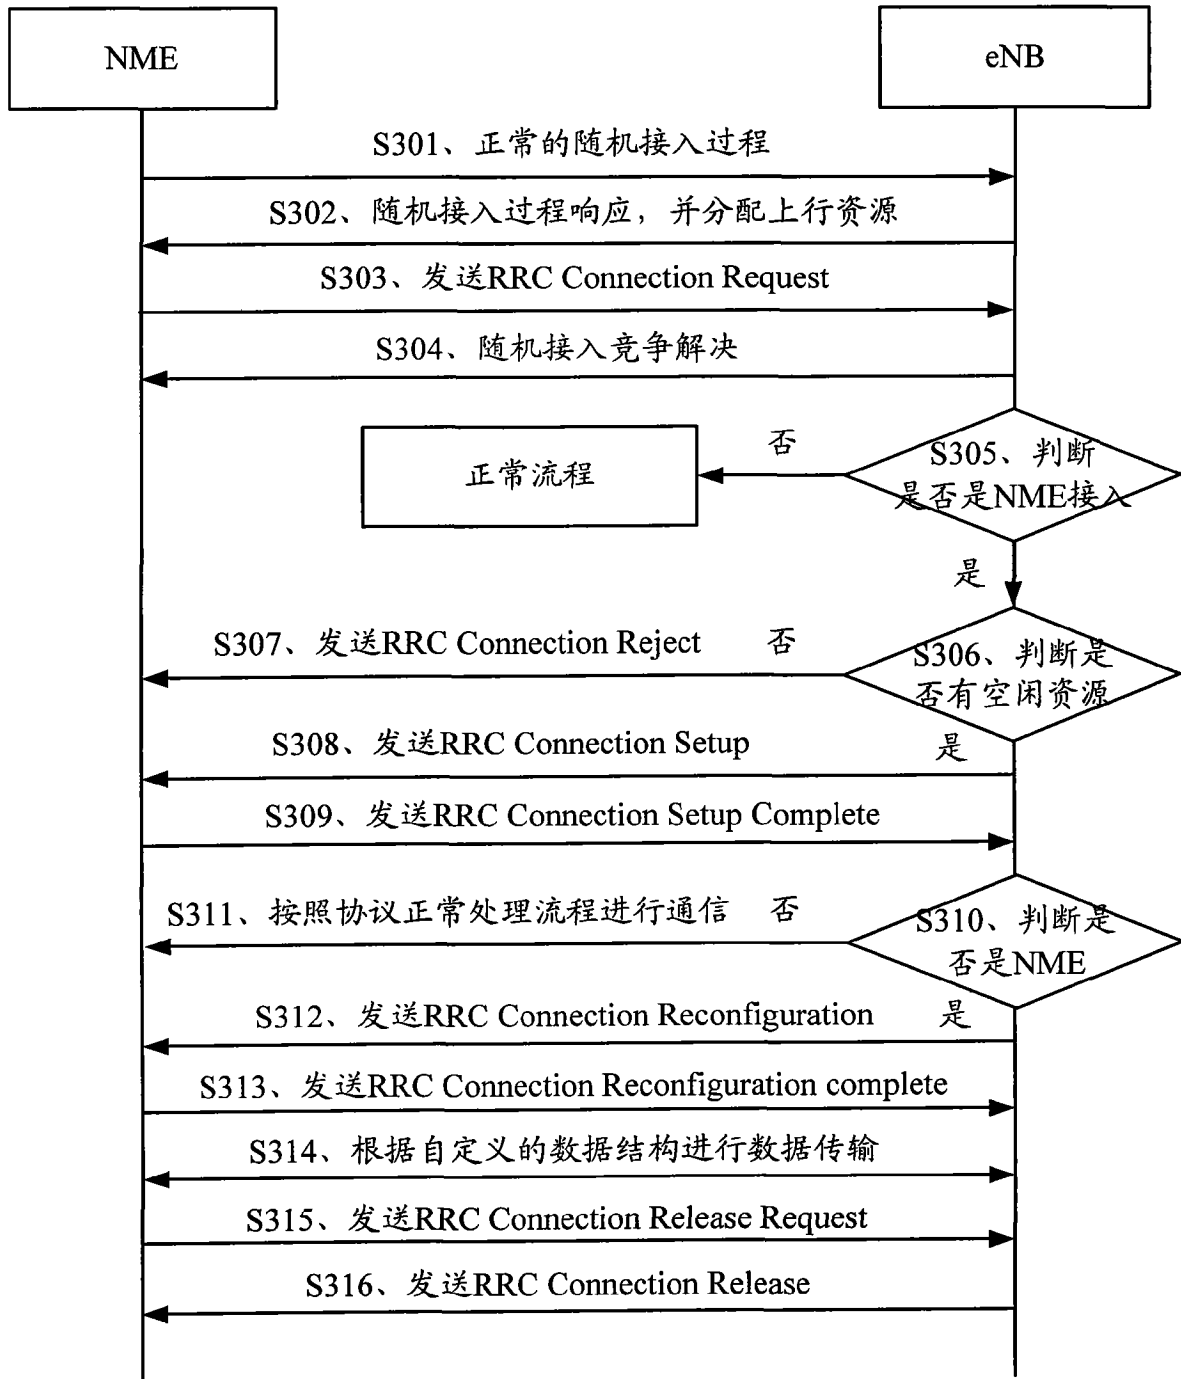 NME
eNB
S301、正常的随机接入过程
S302、随机接入过程响应，并分配上行资源
S303、发送RRC Connection Request
S304、随机接入竞争解决
正常流程
否
S305、判断
是否是NME接入
是
S307、发送RRC Connection Reject
否
S306、判断是
否有空闲资源
S308、发送RRC Connection Setup
是
S309、发送RRC Connection Setup Complete
S311、按照协议正常处理流程进行通信
否
S310、判断是
否是NME
S312、发送RRC Connection Reconfiguration
是
S313、发送RRC Connection Reconfiguration complete
S314、根据自定义的数据结构进行数据传输
S315、发送RRC Connection Release Request
S316、发送RRC Connection Release